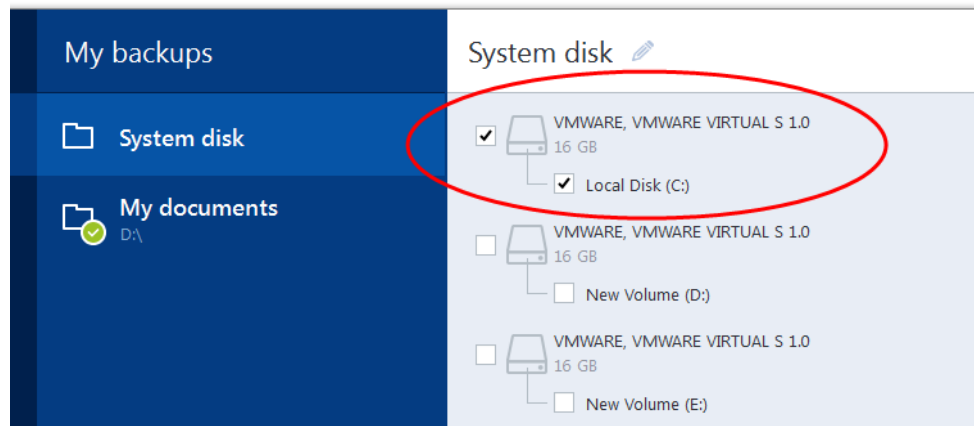 My backups
System disk
My documents
D:\
System disk
VMWARE, VMWARE VIRTUAL S 1.0
16 GB
Local Disk (C:)
VMWARE, VMWARE VIRTUAL S 1.0
16 GB
New Volume (D:)
VMWARE, VMWARE VIRTUAL S 1.0
16 GB
New Volume (E:)